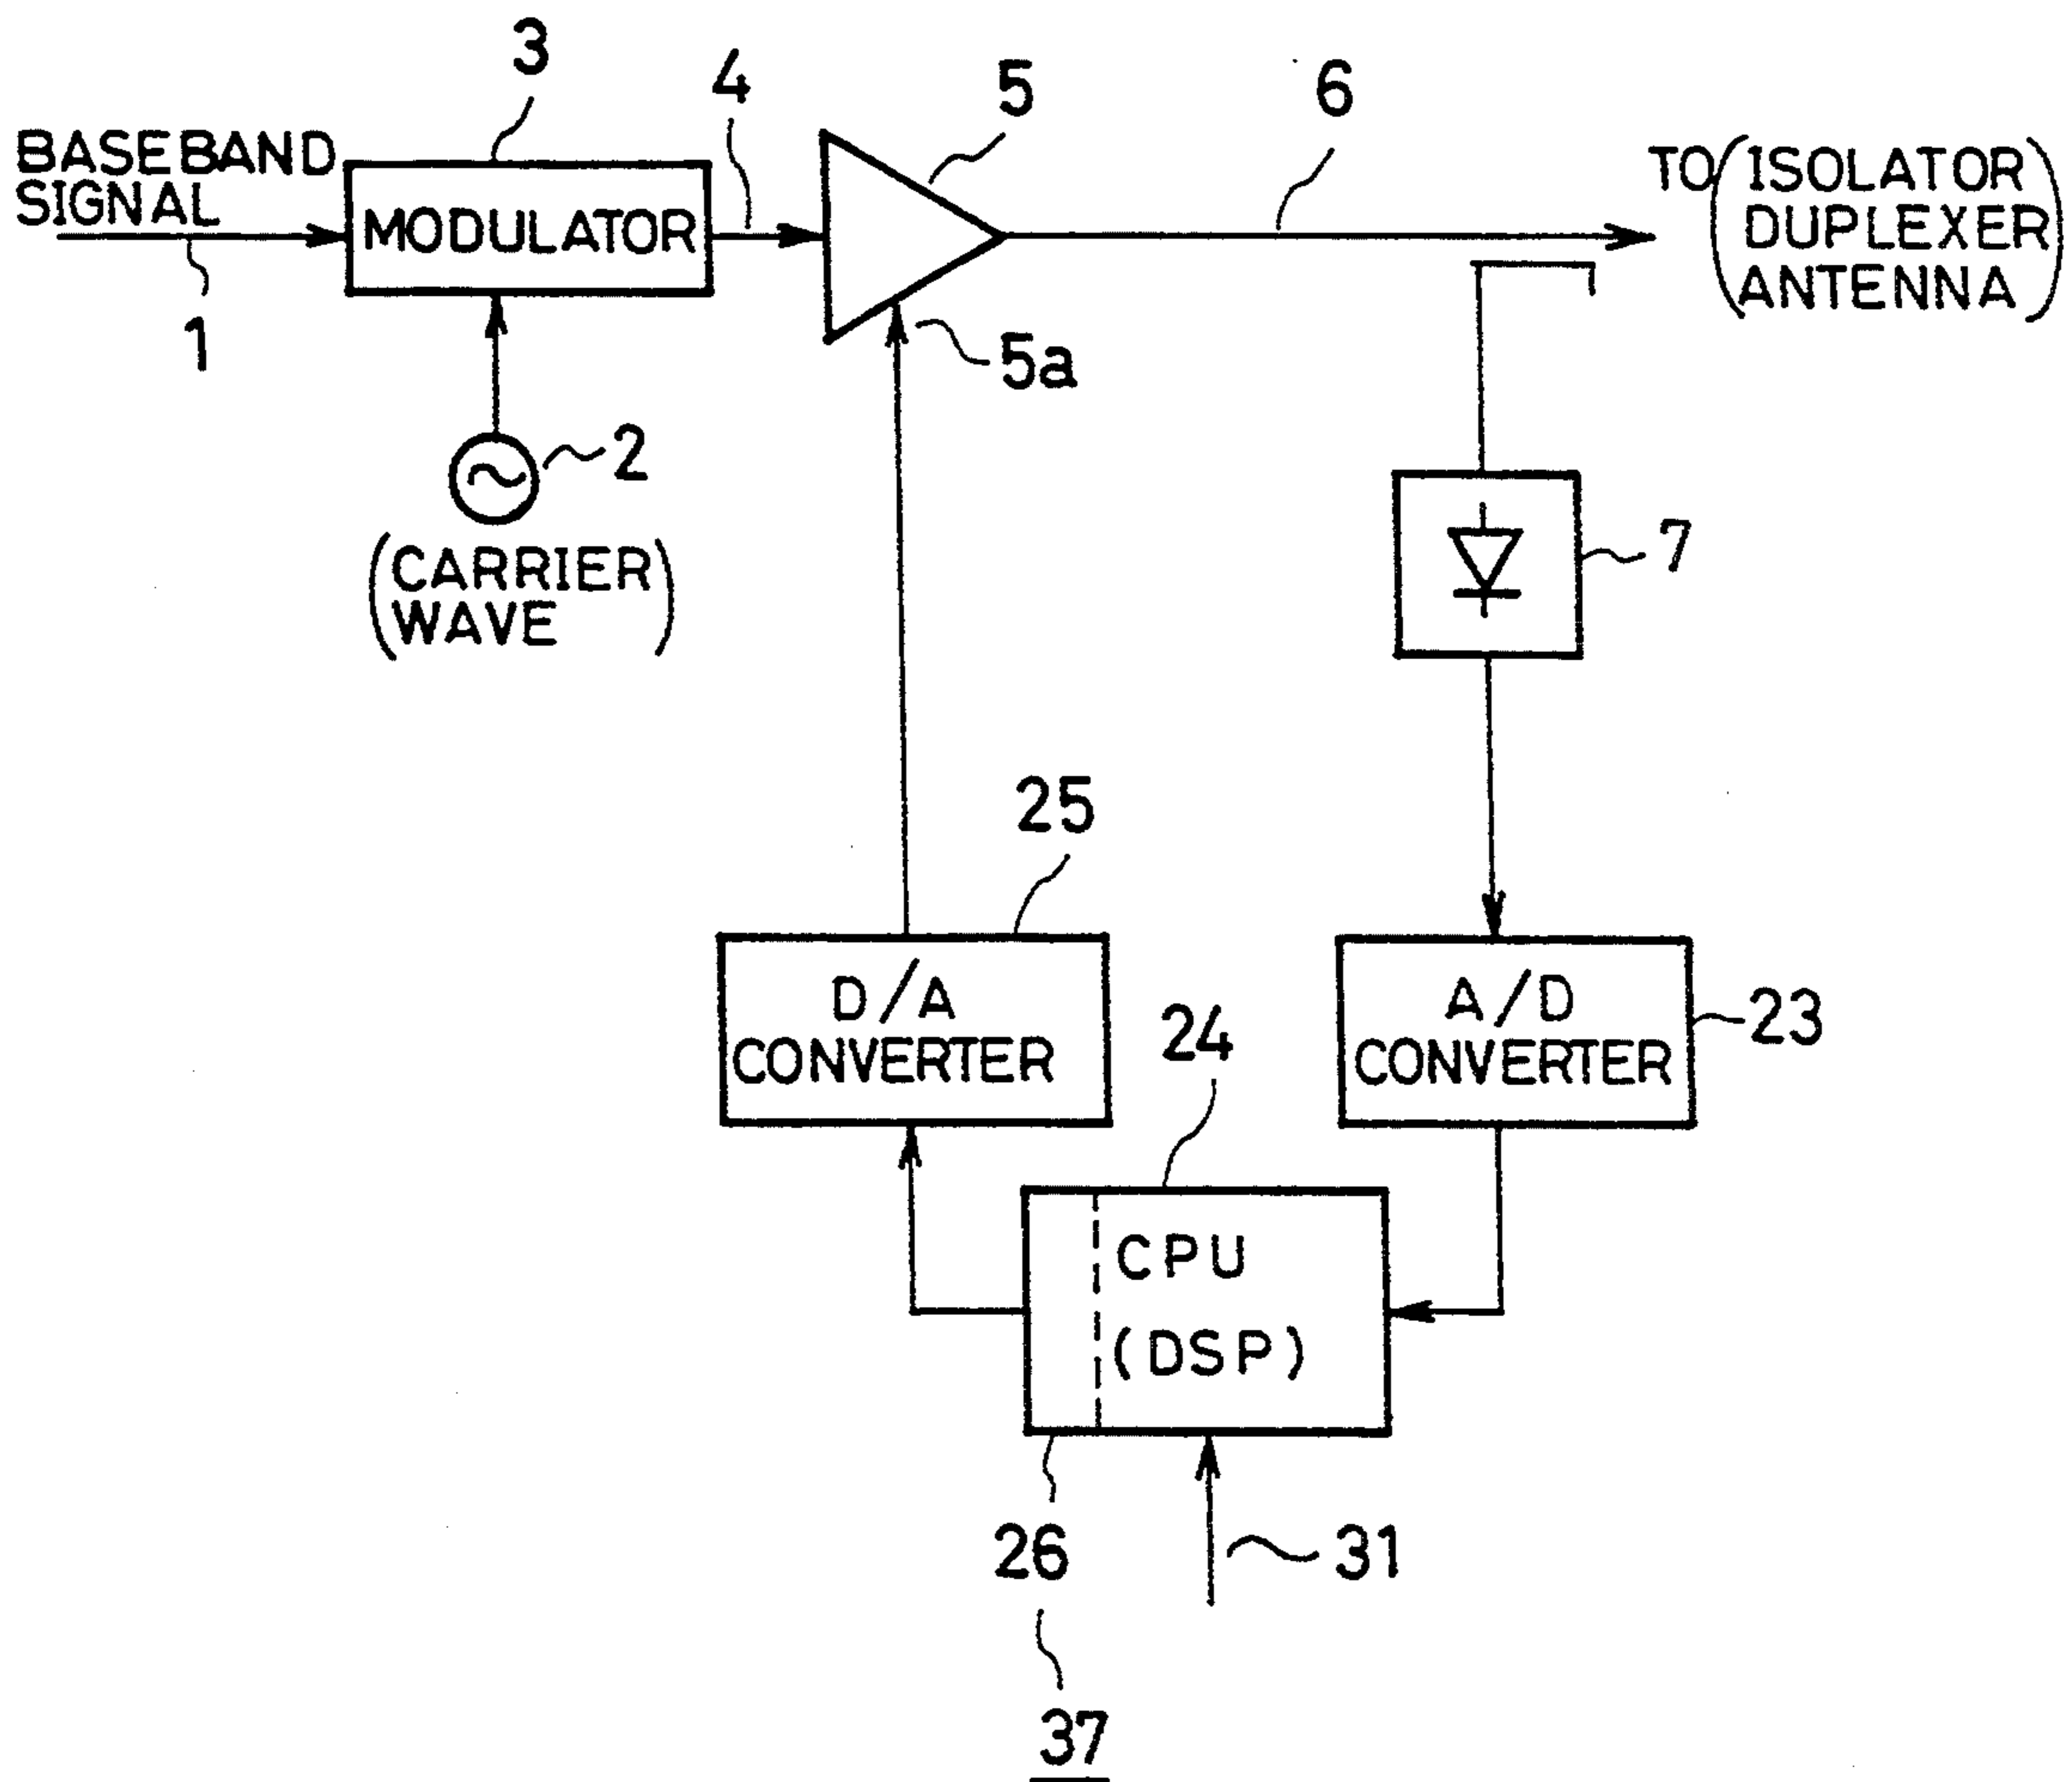 3
4
5
6
BASEBAND
SIGNAL
MODULATOR
TO (ISOLATOR
DUPLEXER
ANTENNA)
1
5a
2
(CARRIER
WAVE)
7
25
D/A
CONVERTER
24
A/D
CONVERTER
23
CPU
(DSP)
26
31
37